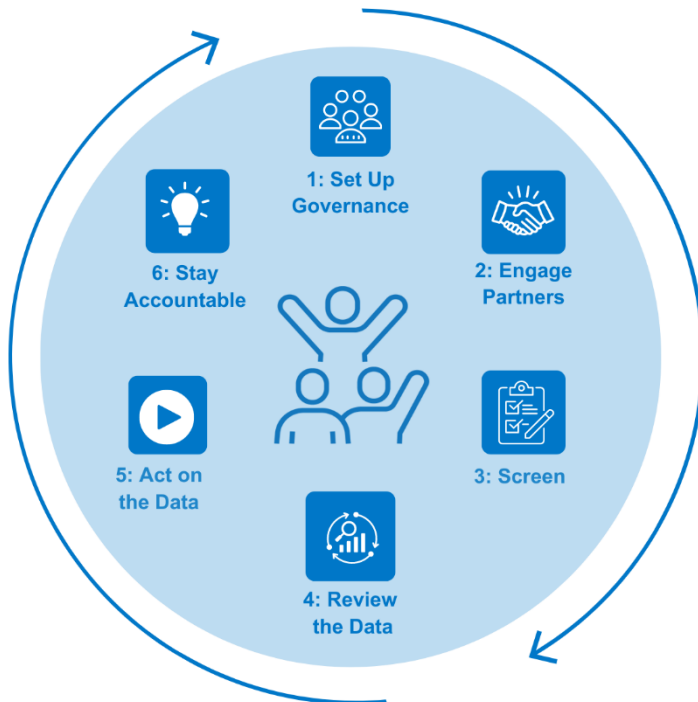 1: Set Up
Governance
2: Engage
Partners
3: Screen
4: Review
the Data
5: Act on
the Data
6: Stay
Accountable